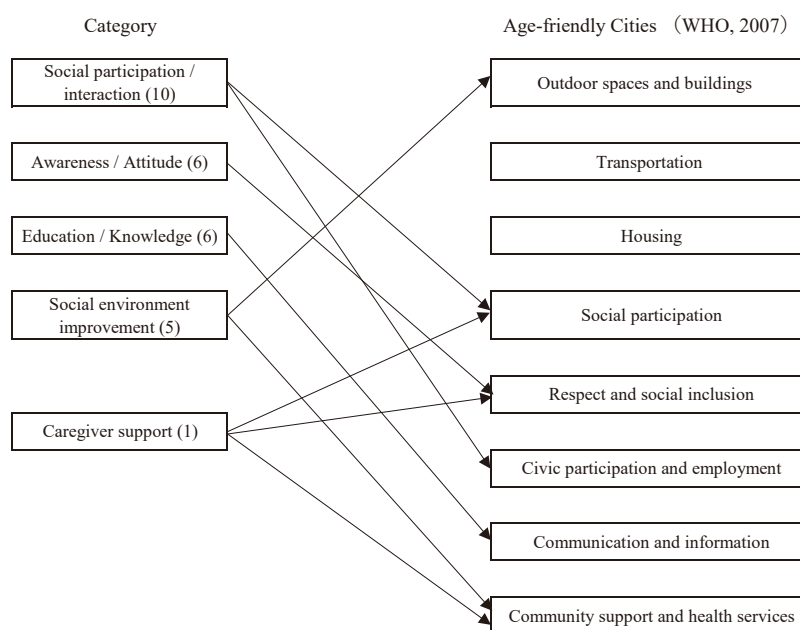 Category
Age-friendly Cities （WHO, 2007）
Social participation /
interaction (10)
Awareness / Attitude (6)
Education / Knowledge (6)
Social environment
improvement (5)
Caregiver support (1)
Outdoor spaces and buildings
Transportation
Housing
Social participation
Respect and social inclusion
Civic participation and employment
Communication and information
Community support and health services